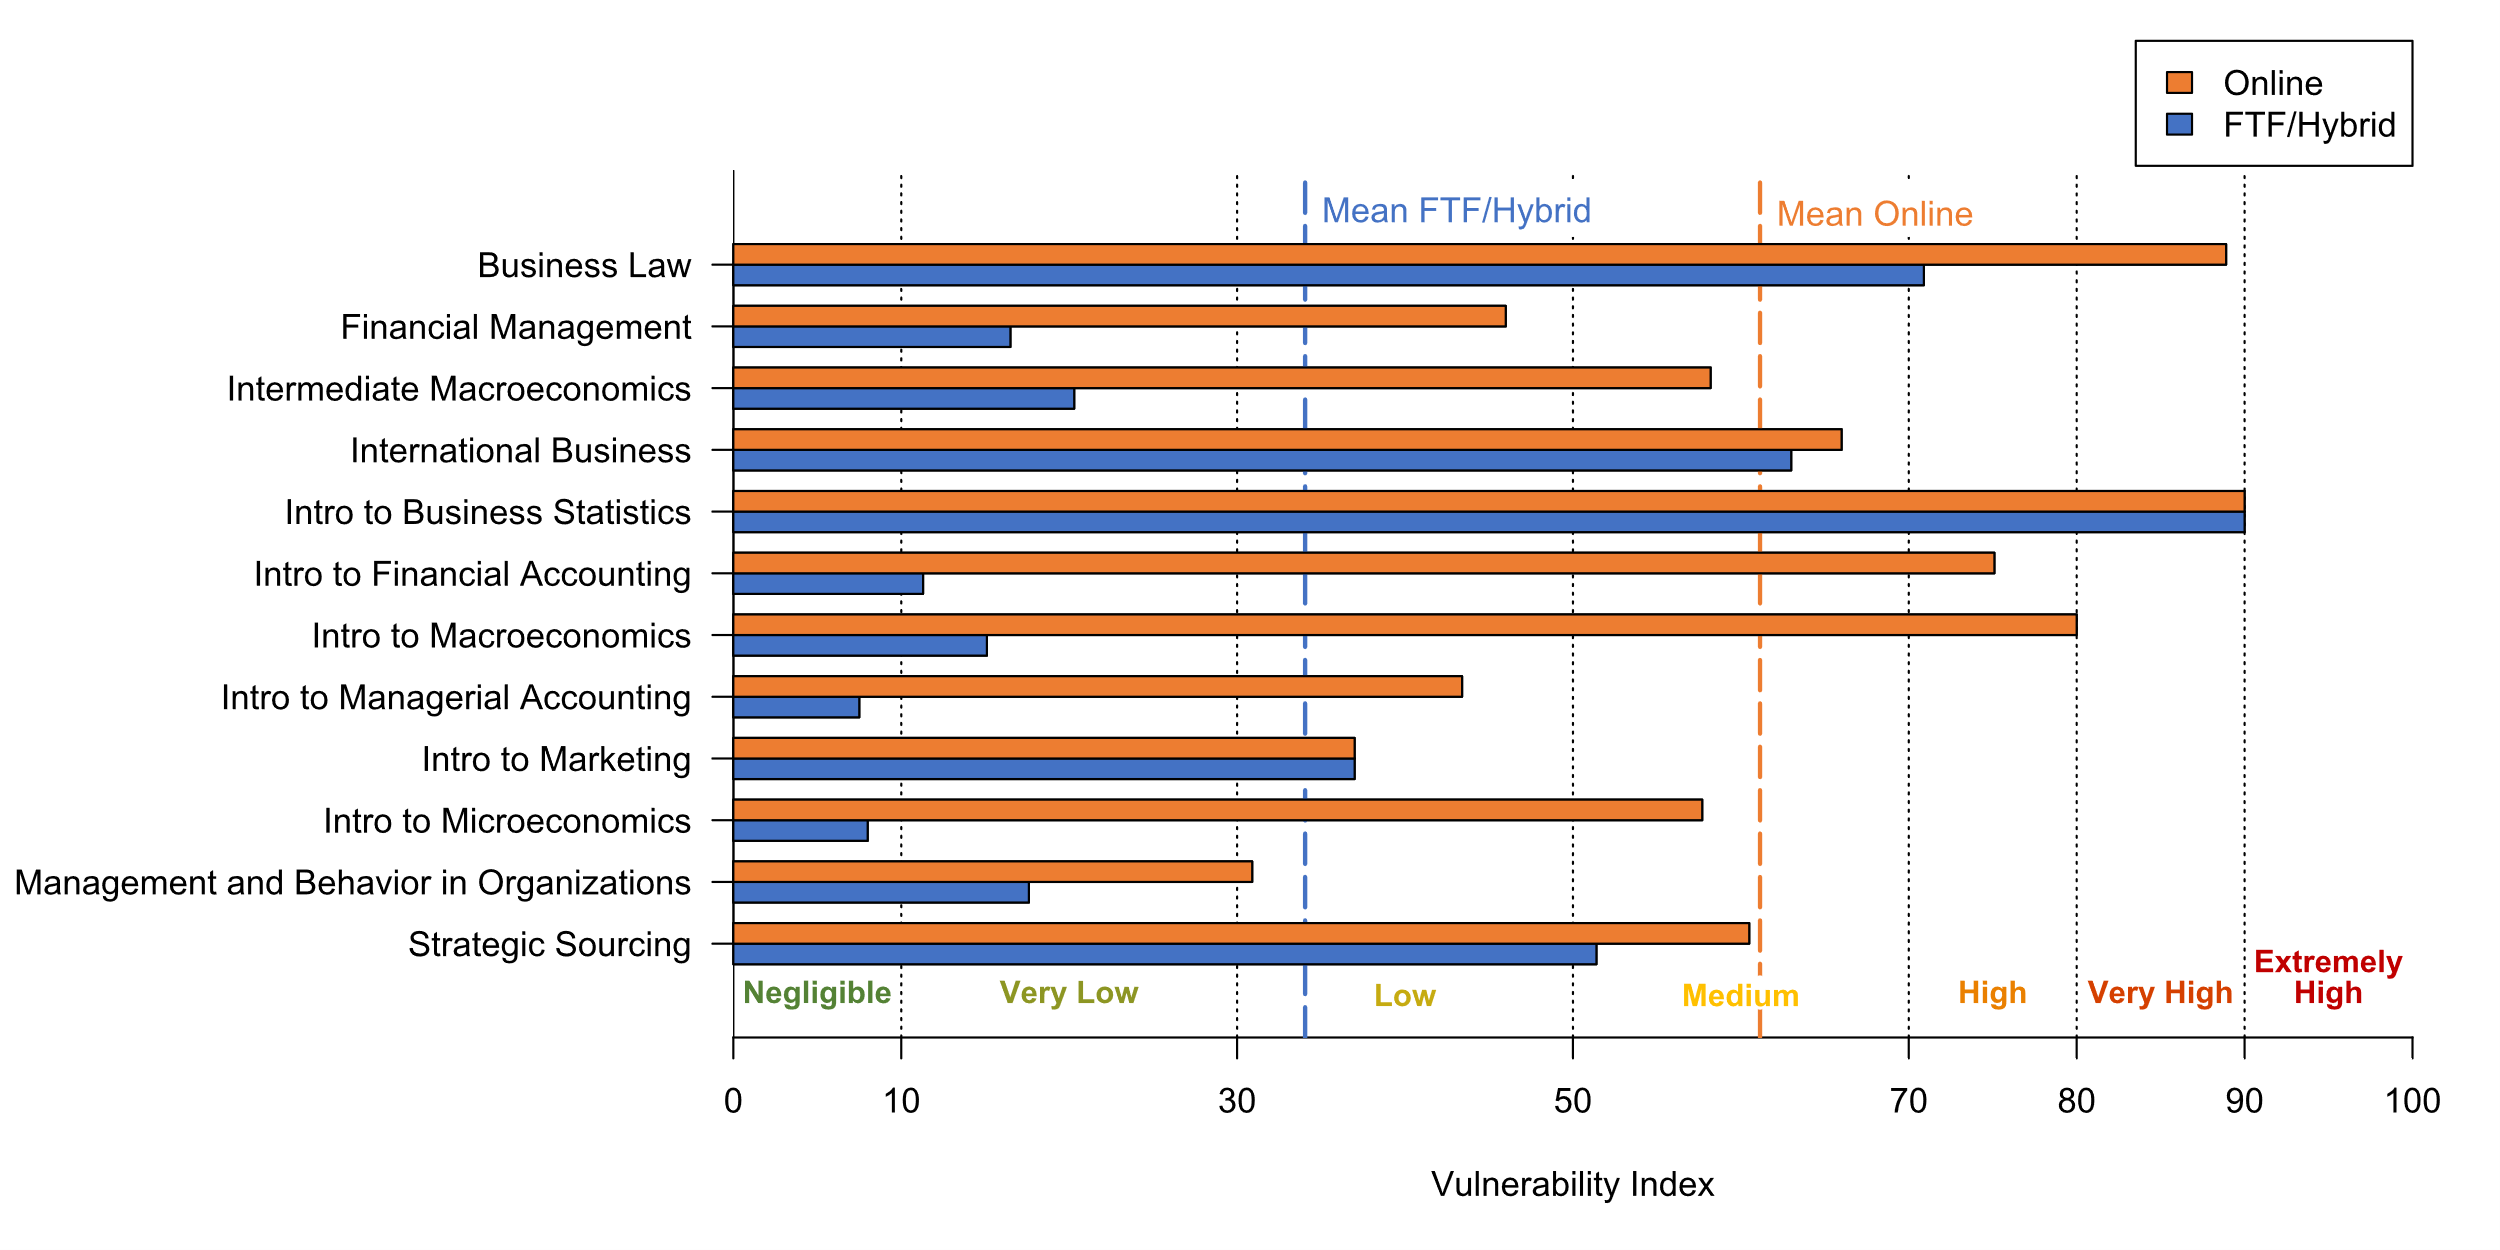 Online
FTF/Hybrid
Mean FTF/Hybrid
Mean Online
Business Law
Financial Management
Intermediate Macroeconomics
International Business
Intro to Business Statistics
Intro to Financial Accounting
Intro to Macroeconomics
Intro to Managerial Accounting
Intro to Marketing
Intro to Microeconomics
Management and Behavior in Organizations
Strategic Sourcing
Negligible
Very Low
Low
Medium
High
Very High
Extremely
High
0
10
30
50
70
80
90
100
Vulnerability Index